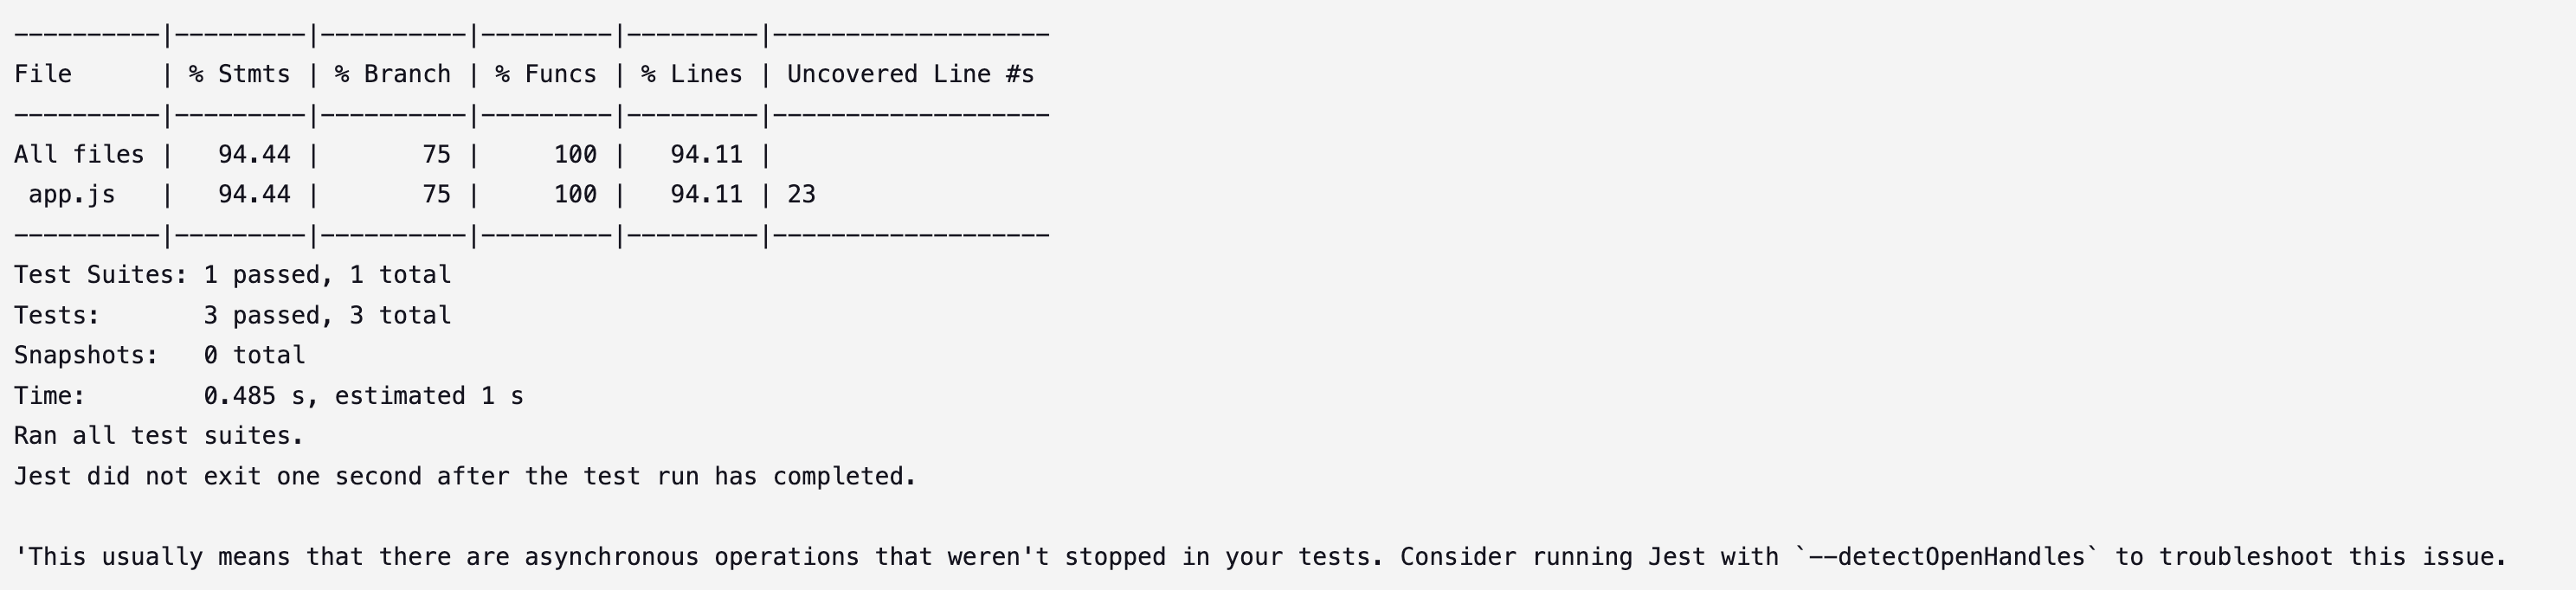 ----------|---------|----------|---------|---------|-------------------
File      | % Stmts | % Branch | % Funcs | % Lines | Uncovered Line #s
----------|---------|----------|---------|---------|-------------------
All files |   94.44 |       75 |     100 |   94.11 |
 app.js   |   94.44 |       75 |     100 |   94.11 | 23
----------|---------|----------|---------|---------|-------------------
Test Suites: 1 passed, 1 total
Tests:       3 passed, 3 total
Snapshots:   0 total
Time:        0.485 s, estimated 1 s
Ran all test suites.
Jest did not exit one second after the test run has completed.

'This usually means that there are asynchronous operations that weren't stopped in your tests. Consider running Jest with `--detectOpenHandles` to troubleshoot this issue.